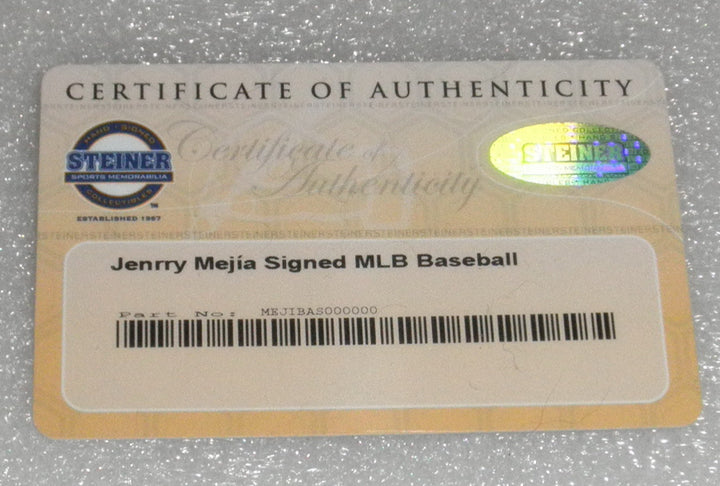 CERTIFICATE OF AUTHENTICITY
Certificate of
Authenticity
HAND · SIGNED
STEINER
SPORTS MEMORABILIA
COLLECTIBLES
TM
ESTABLISHED 1987
STEINER
Jenrry Mejía Signed MLB Baseball
Part No: MEJIBAS000000